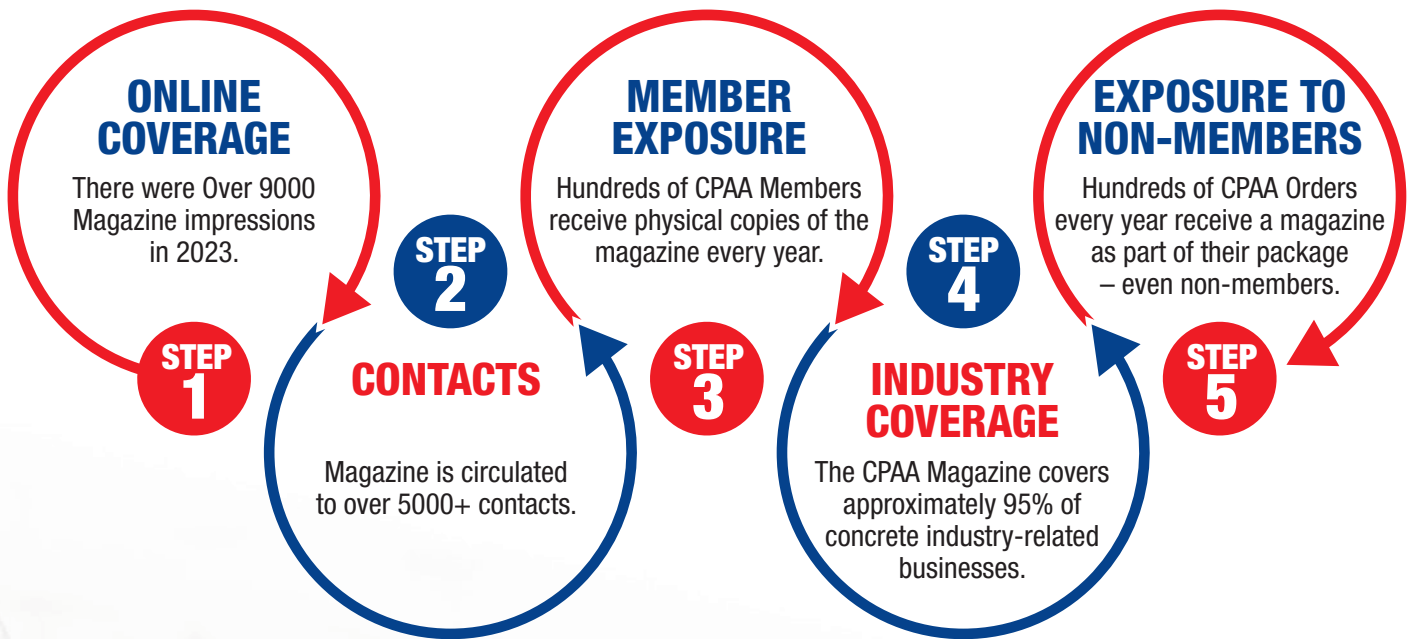 ONLINE
COVERAGE
There were Over 9000
Magazine impressions
in 2023.
STEP
1
STEP
2
CONTACTS
Magazine is circulated
to over 5000+ contacts.
MEMBER
EXPOSURE
Hundreds of CPAA Members
receive physical copies of the
magazine every year.
STEP
3
STEP
4
INDUSTRY
COVERAGE
The CPAA Magazine covers
approximately 95% of
concrete industry-related
businesses.
EXPOSURE TO
NON-MEMBERS
Hundreds of CPAA Orders
every year receive a magazine
as part of their package
– even non-members.
STEP
5